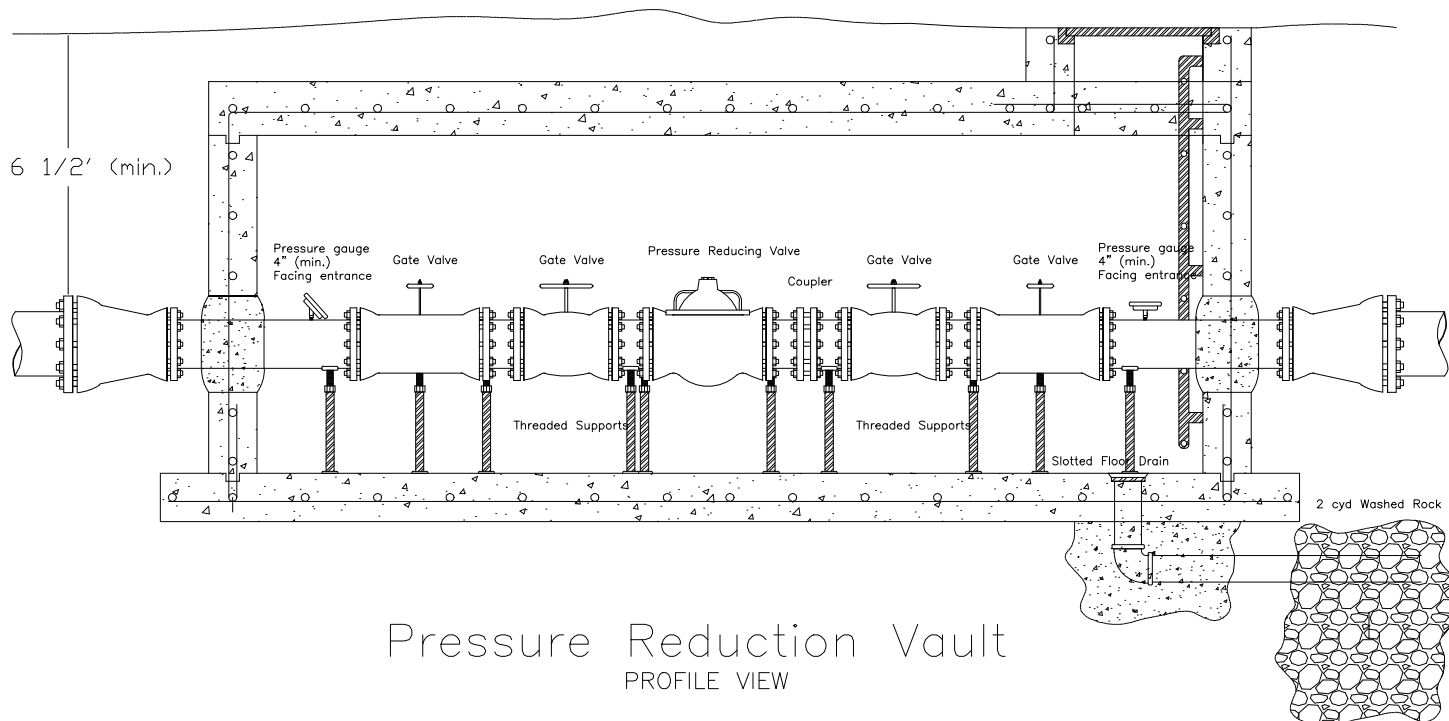 6 1/2' (min.)
Pressure gauge
4" (min.)
Facing entrance
Gate Valve
Gate Valve
Pressure Reducing Valve
Coupler
Gate Valve
Gate Valve
Pressure gauge
4" (min.)
Facing entrance
Threaded Supports
Threaded Supports
Slotted Floor Drain
2 cyd Washed Rock
Pressure Reduction Vault
PROFILE VIEW